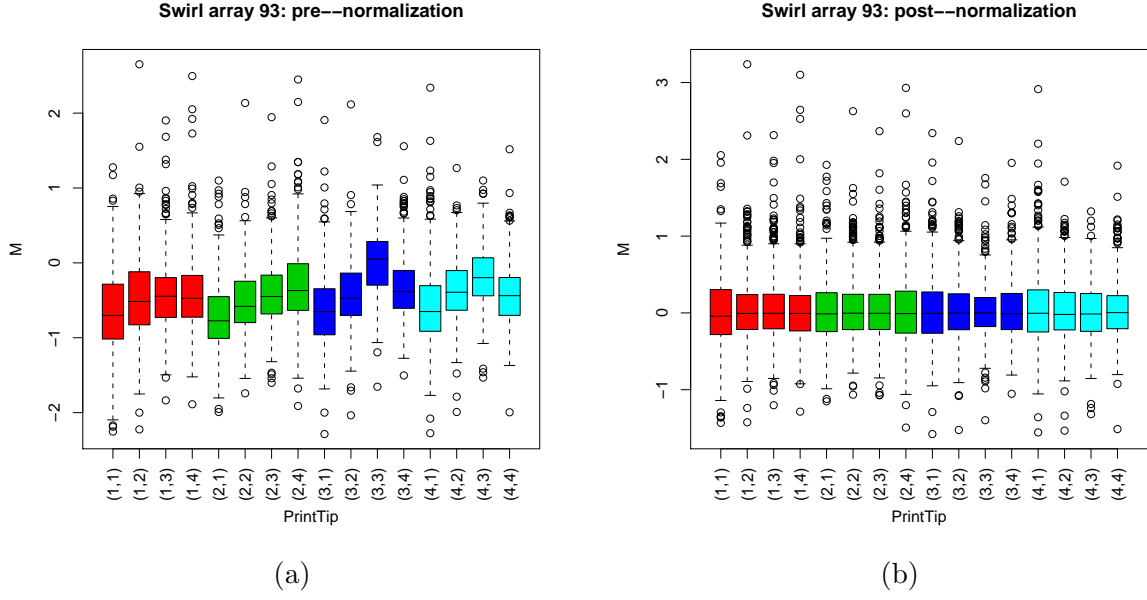 Swirl array 93: pre−−normalization
M
2
1
0
−1
−2
(1,1) (1,2) (1,3) (1,4) (2,1) (2,2) (2,3) (2,4) (3,1) (3,2) (3,3) (3,4) (4,1) (4,2) (4,3) (4,4)
PrintTip
(a)
Swirl array 93: post−−normalization
M
3
2
1
0
−1
(1,1) (1,2) (1,3) (1,4) (2,1) (2,2) (2,3) (2,4) (3,1) (3,2) (3,3) (3,4) (4,1) (4,2) (4,3) (4,4)
PrintTip
(b)